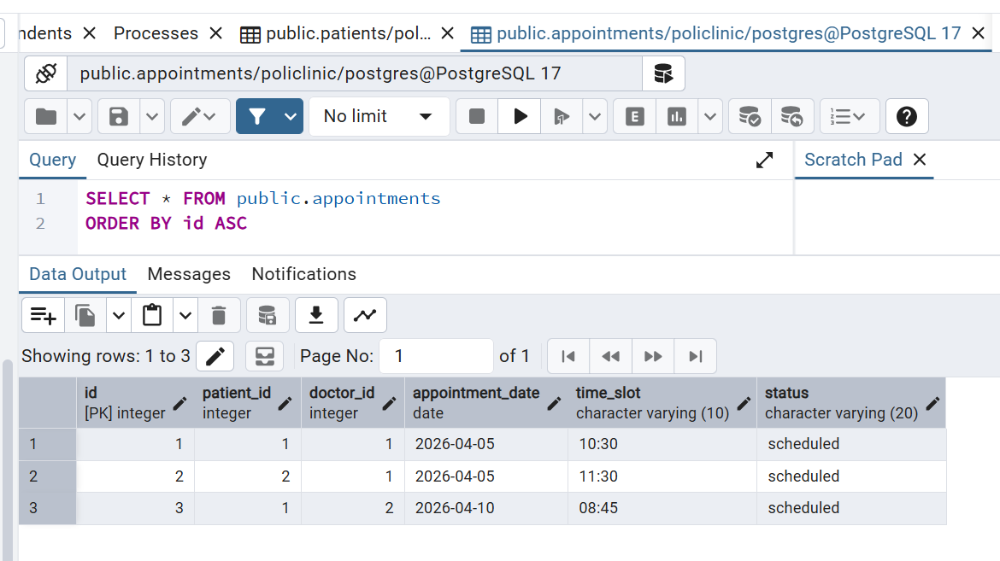 ndents Processes public.patients/pol... public.appointments/policlinic/postgres@PostgreSQL 17
public.appointments/policlinic/postgres@PostgreSQL 17
No limit E
Query Query History Scratch Pad
1 SELECT * FROM public.appointments
2 ORDER BY id ASC
Data Output Messages Notifications
Showing rows: 1 to 3 Page No: 1 of 1
id patient_id doctor_id appointment_date time_slot status
[PK] integer integer integer date character varying (10) character varying (20)
1 1 1 1 2026-04-05 10:30 scheduled
2 2 2 1 2026-04-05 11:30 scheduled
3 3 1 2 2026-04-10 08:45 scheduled